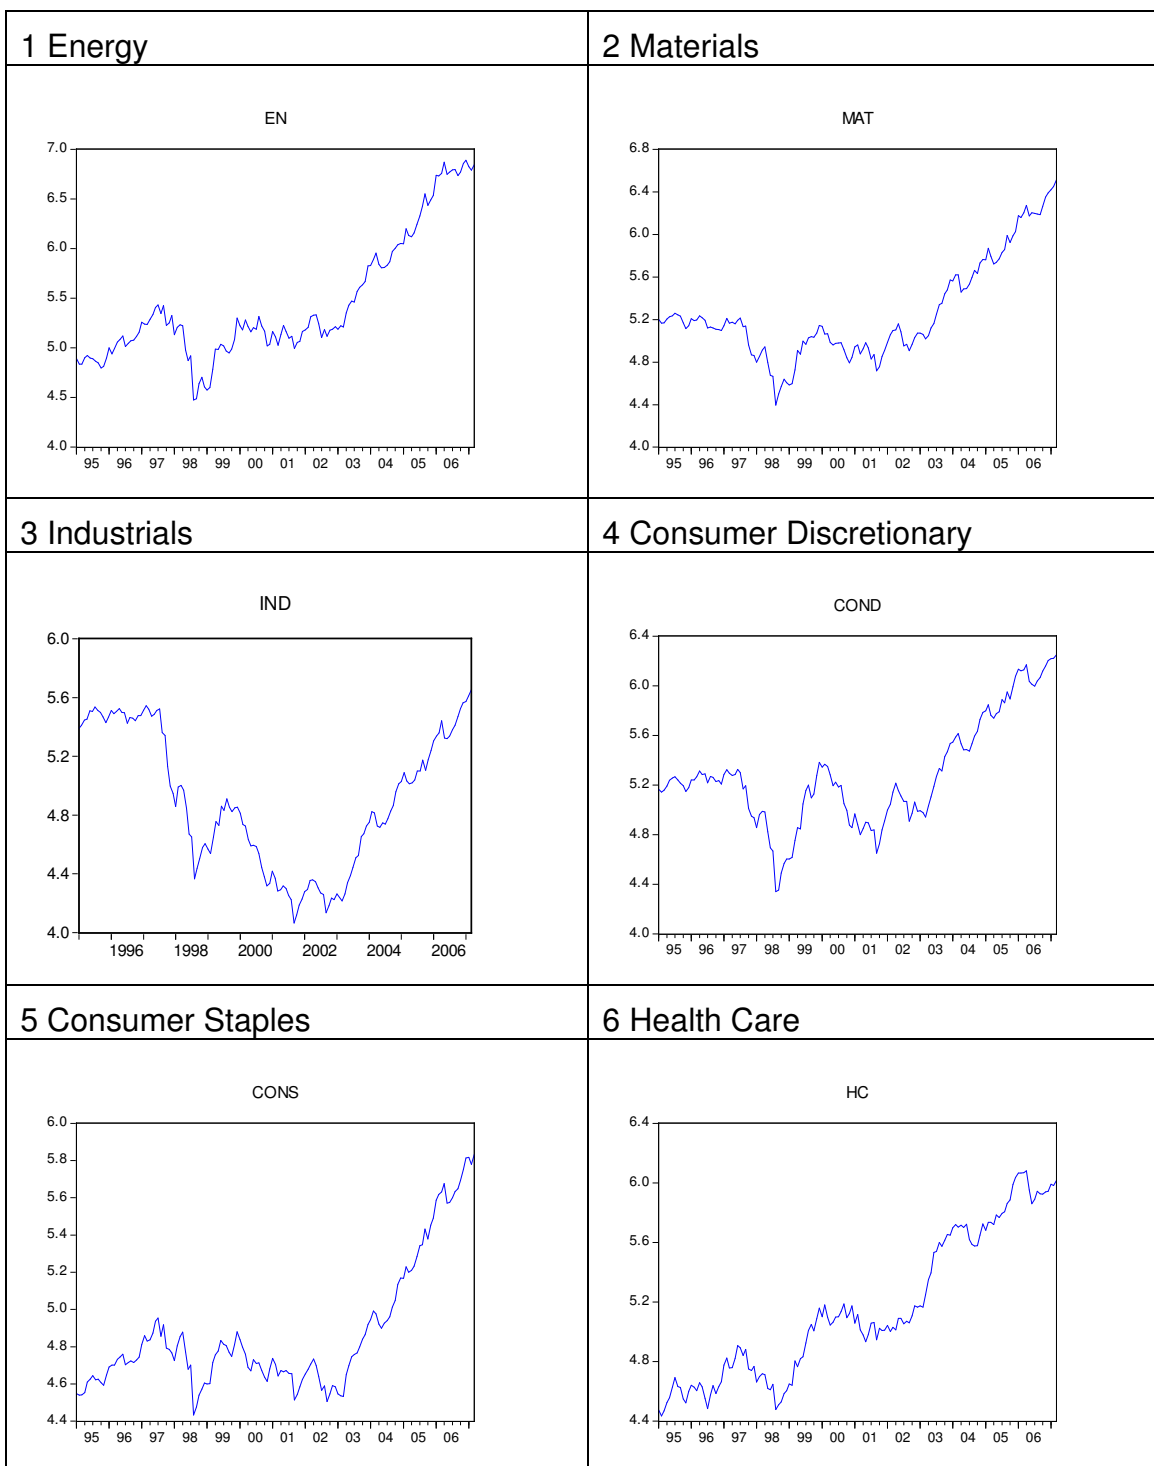 1 Energy
2 Materials
EN
7.0
6.5
6.0
5.5
5.0
4.5
4.0
95 96 97 98 99 00 01 02 03 04 05 06
MAT
6.8
6.4
6.0
5.6
5.2
4.8
4.4
4.0
95 96 97 98 99 00 01 02 03 04 05 06
3 Industrials
4 Consumer Discretionary
IND
6.0
5.6
5.2
4.8
4.4
4.0
1996 1998 2000 2002 2004 2006
COND
6.4
6.0
5.6
5.2
4.8
4.4
4.0
95 96 97 98 99 00 01 02 03 04 05 06
5 Consumer Staples
6 Health Care
CONS
6.0
5.8
5.6
5.4
5.2
5.0
4.8
4.6
4.4
95 96 97 98 99 00 01 02 03 04 05 06
HC
6.4
6.0
5.6
5.2
4.8
4.4
95 96 97 98 99 00 01 02 03 04 05 06